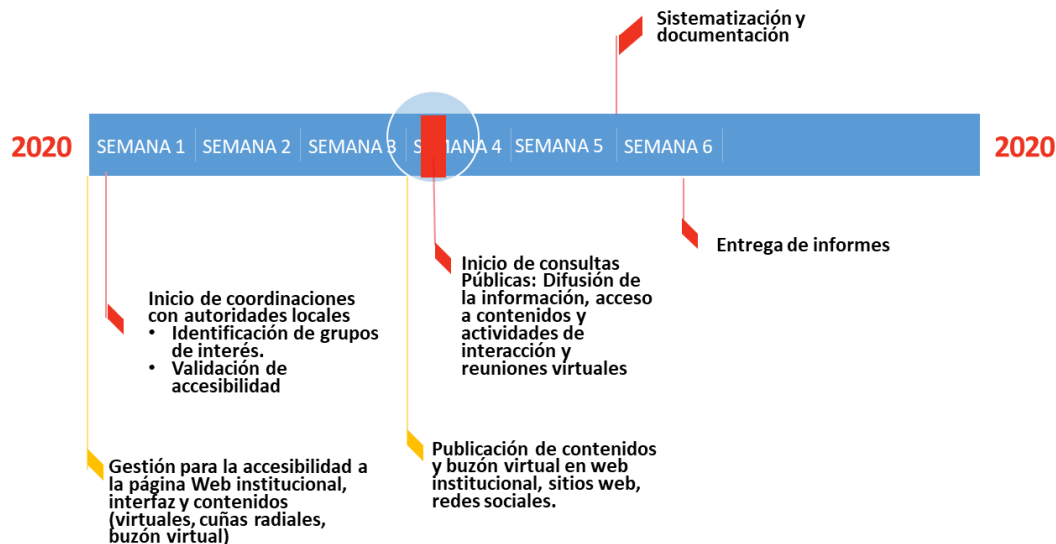 Sistematización y
documentación
2020
SEMANA 1
SEMANA 2
SEMANA 3
SEMANA 4
SEMANA 5
SEMANA 6
2020
Entrega de informes
Inicio de consultas
Públicas: Difusión de
la información, acceso
a contenidos y
actividades de
interacción y
reuniones virtuales
Inicio de coordinaciones
con autoridades locales
• Identificación de grupos
de interés.
• Validación de
accesibilidad
Publicación de contenidos
y buzón virtual en web
institucional, sitios web,
redes sociales.
Gestión para la accesibilidad a
la página Web institucional,
interfaz y contenidos
(virtuales, cuñas radiales,
buzón virtual)